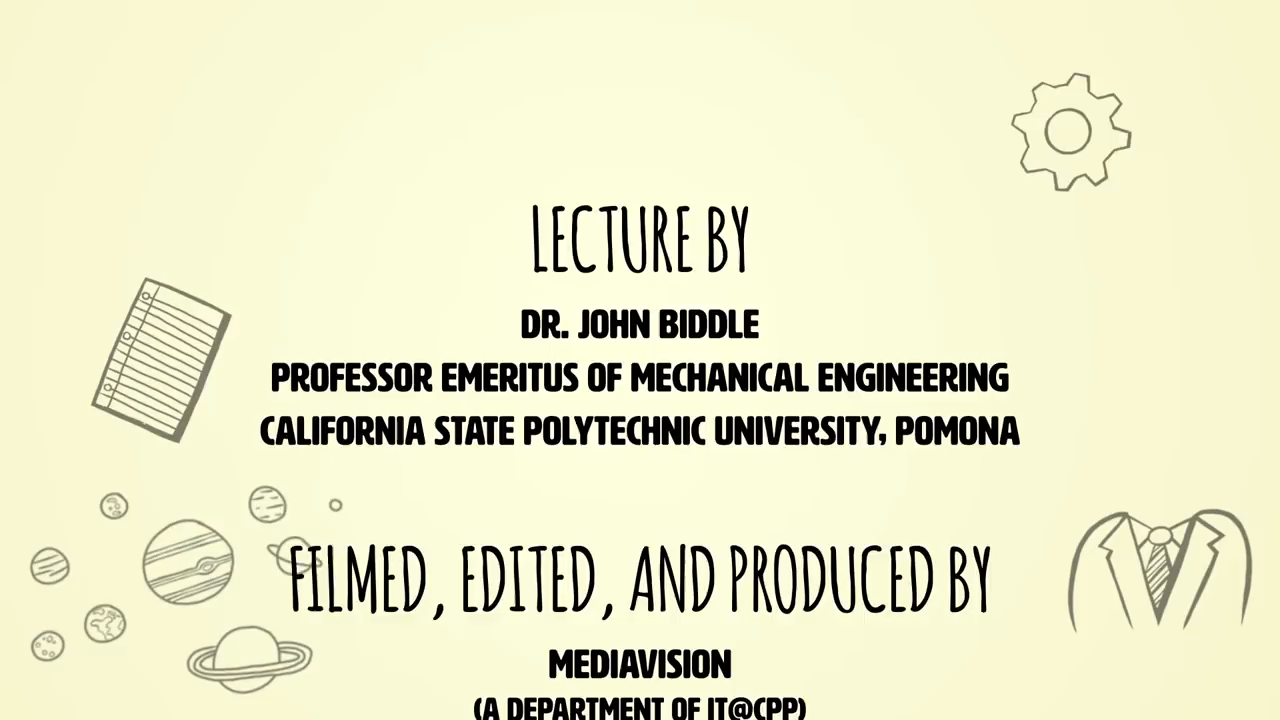 LECTURE BY
DR. JOHN BIDDLE
PROFESSOR EMERITUS OF MECHANICAL ENGINEERING
CALIFORNIA STATE POLYTECHNIC UNIVERSITY, POMONA
FILMED, EDITED, AND PRODUCED BY
MEDIAVISION
(A DEPARTMENT OF IT@CPP)